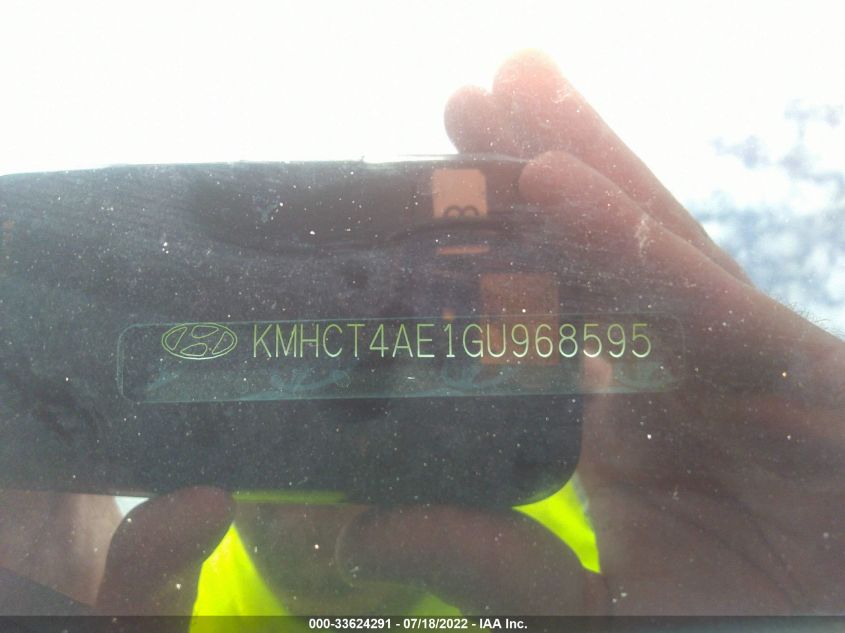 KMHCT4AE1GU968595
000-33624291 - 07/18/2022 - IAA Inc.